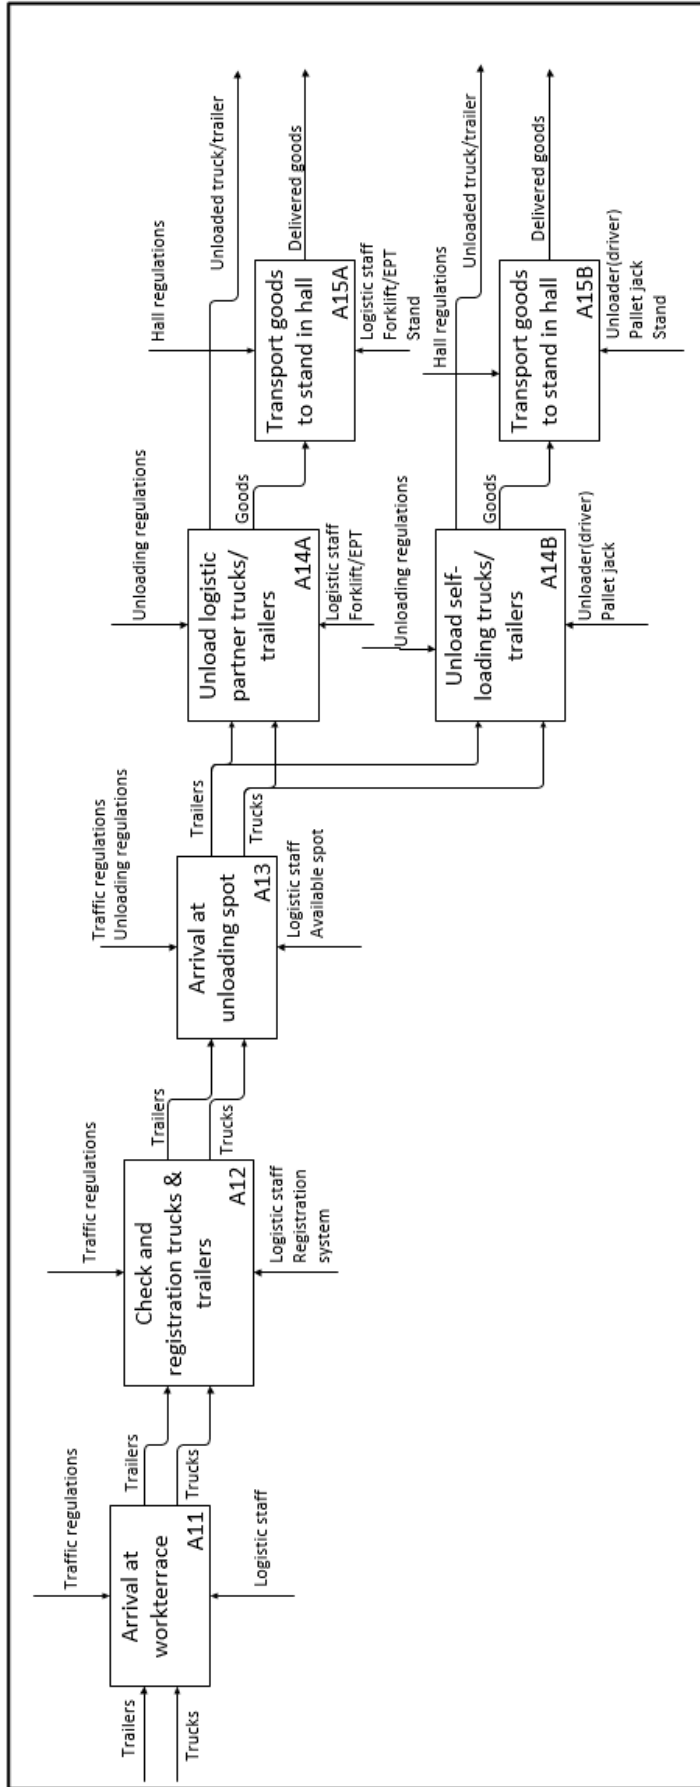 Trailers
Trucks
Traffic regulations
Arrival at
workterrace
A11
Logistic staff
Trailers
Trucks
Traffic regulations
Check and
registration trucks &
trailers
A12
Logistic staff
Registration
system
Trailers
Trucks
Traffic regulations
Unloading regulations
Arrival at
unloading spot
A13
Logistic staff
Available spot
Trailers
Trucks
Unloading regulations
Unload logistic
partner trucks/
trailers
A14A
Logistic staff
Forklift/EPT
Goods
Hall regulations
Unloaded truck/trailer
Transport goods
to stand in hall
A15A
Logistic staff
Forklift/EPT
Stand
Delivered goods
Unloading regulations
Unload self-
loading trucks/
trailers
A14B
Unloader(driver)
Pallet jack
Goods
Hall regulations
Unloaded truck/trailer
Transport goods
to stand in hall
A15B
Unloader(driver)
Pallet jack
Stand
Delivered goods